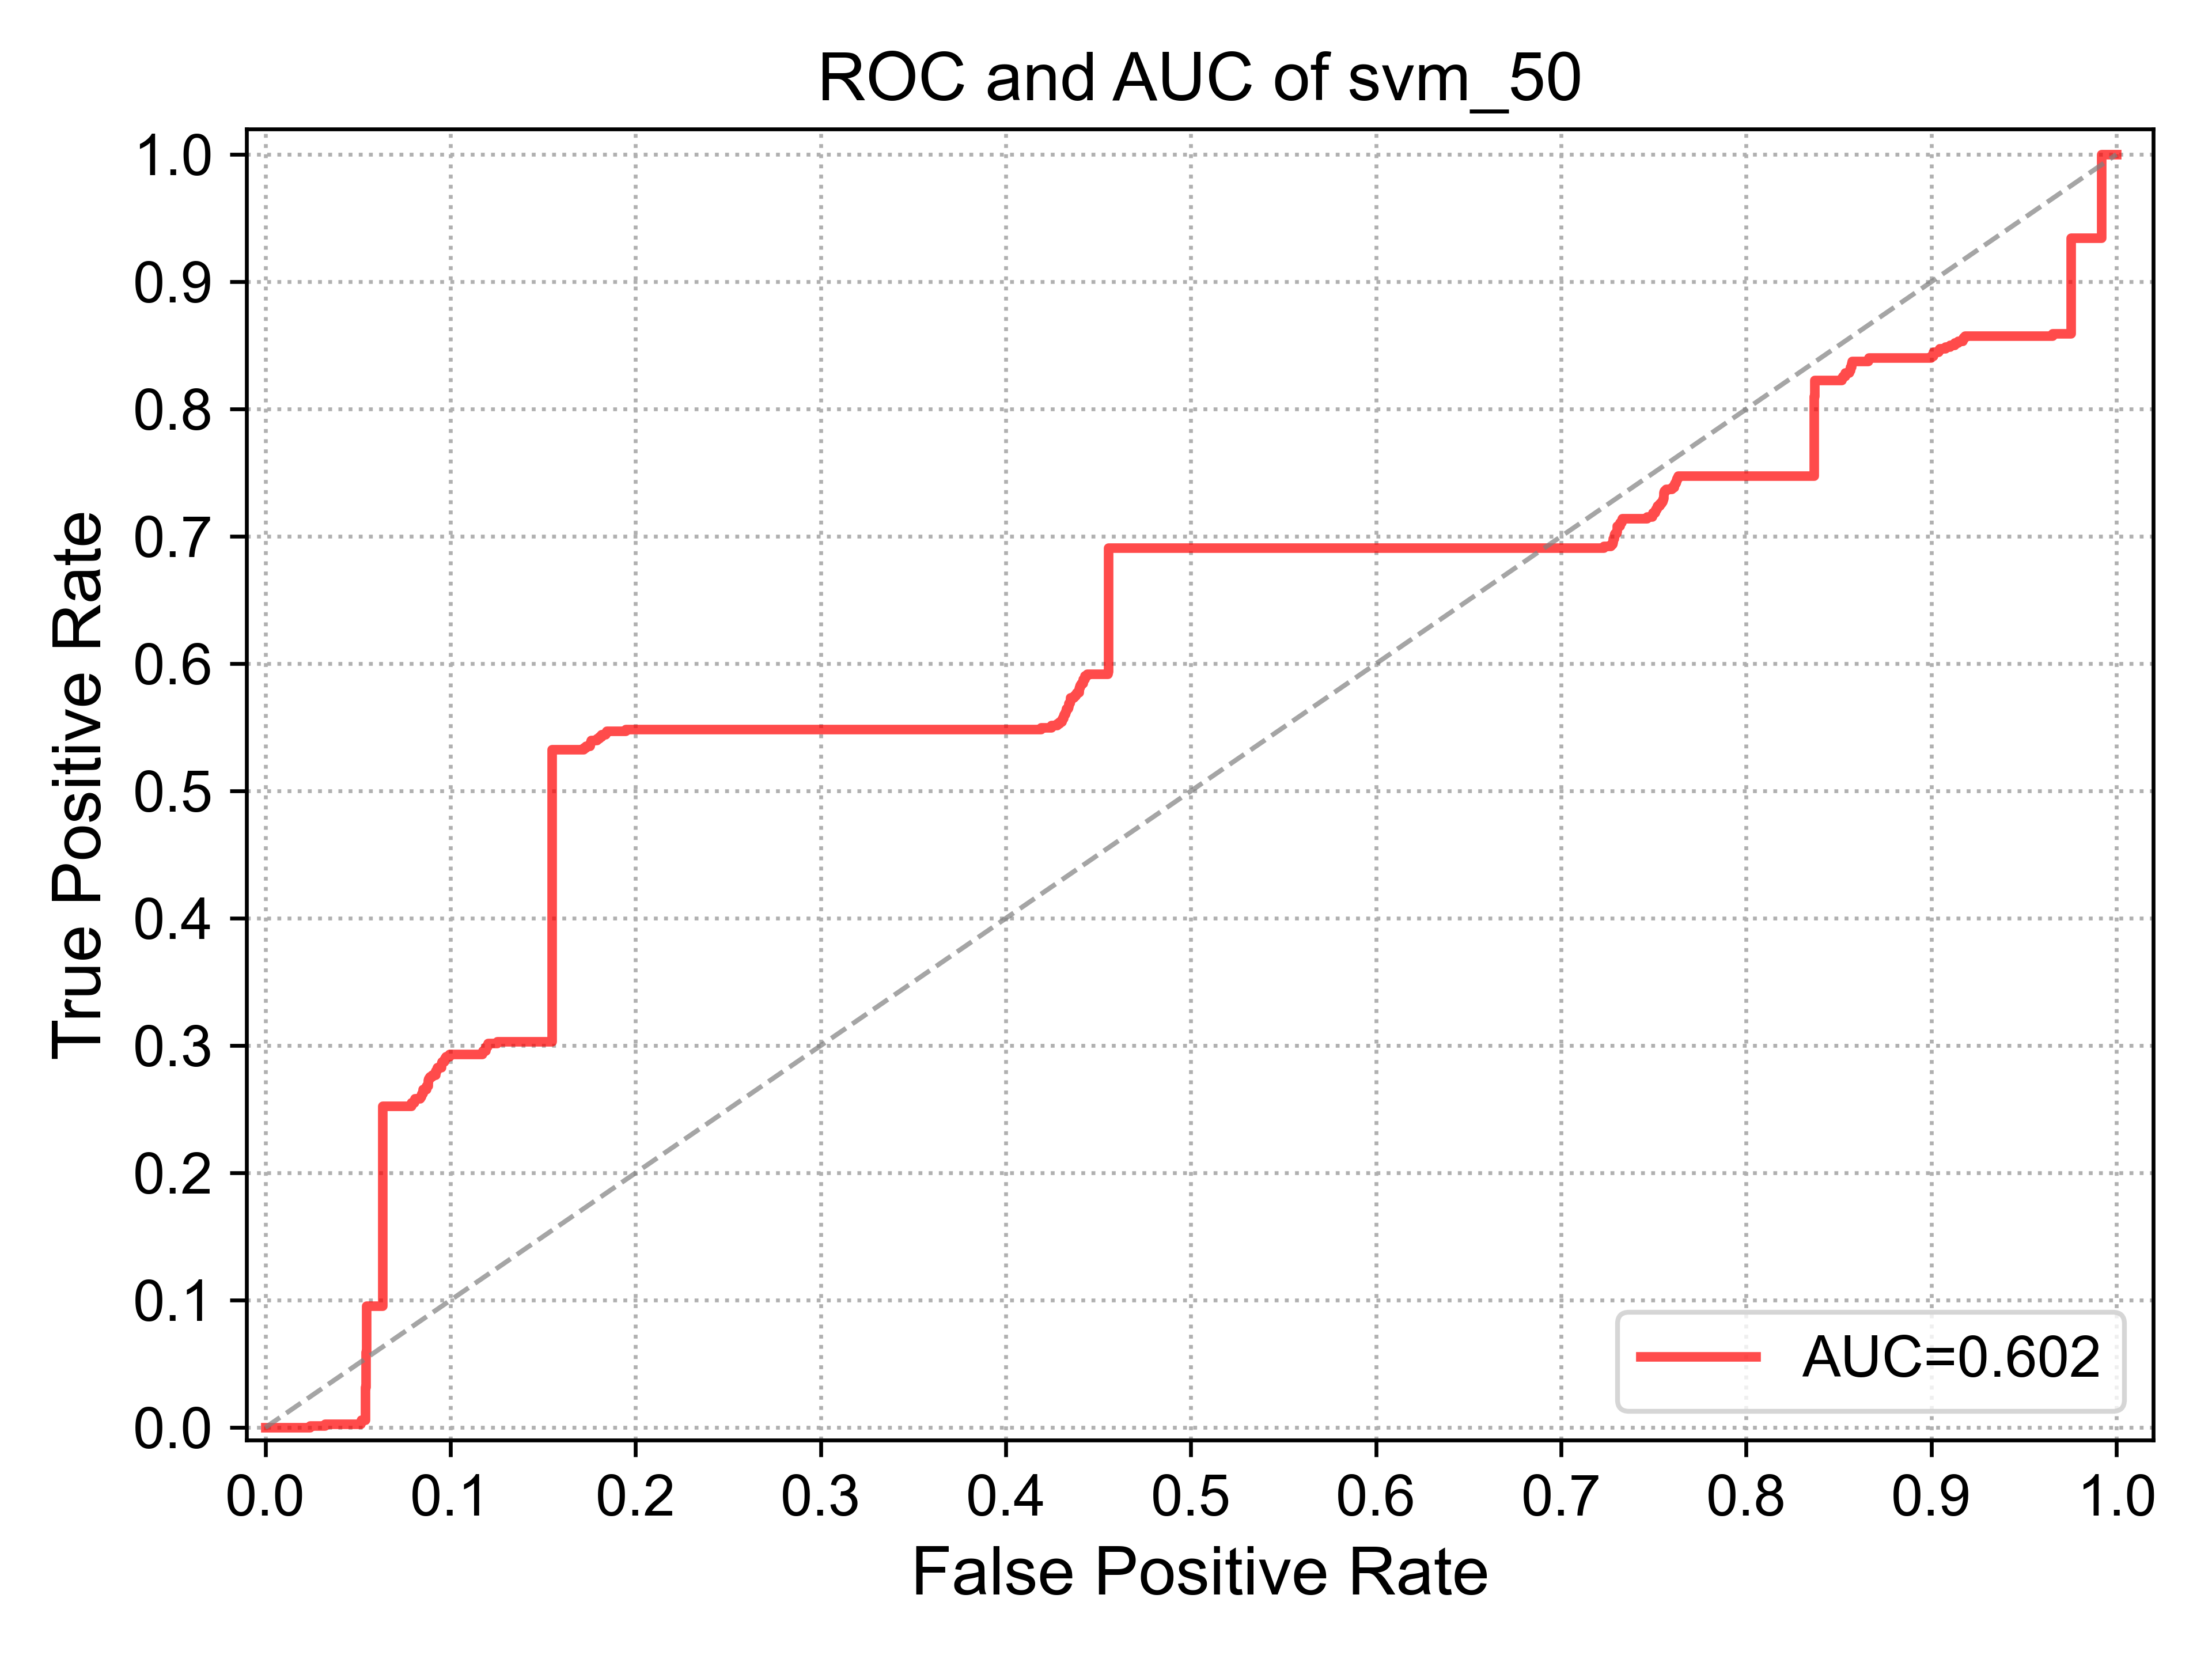 ROC and AUC of svm_50
True Positive Rate
1.0
0.9
0.8
0.7
0.6
0.5
0.4
0.3
0.2
0.1
0.0
AUC=0.602
0.0 0.1 0.2 0.3 0.4 0.5 0.6 0.7 0.8 0.9 1.0
False Positive Rate